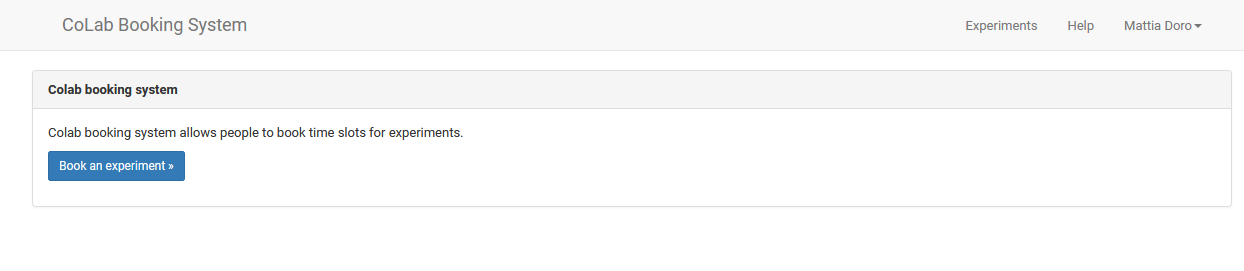 CoLab Booking System
Experiments
Help
Mattia Doro
Colab booking system
Colab booking system allows people to book time slots for experiments.
Book an experiment »